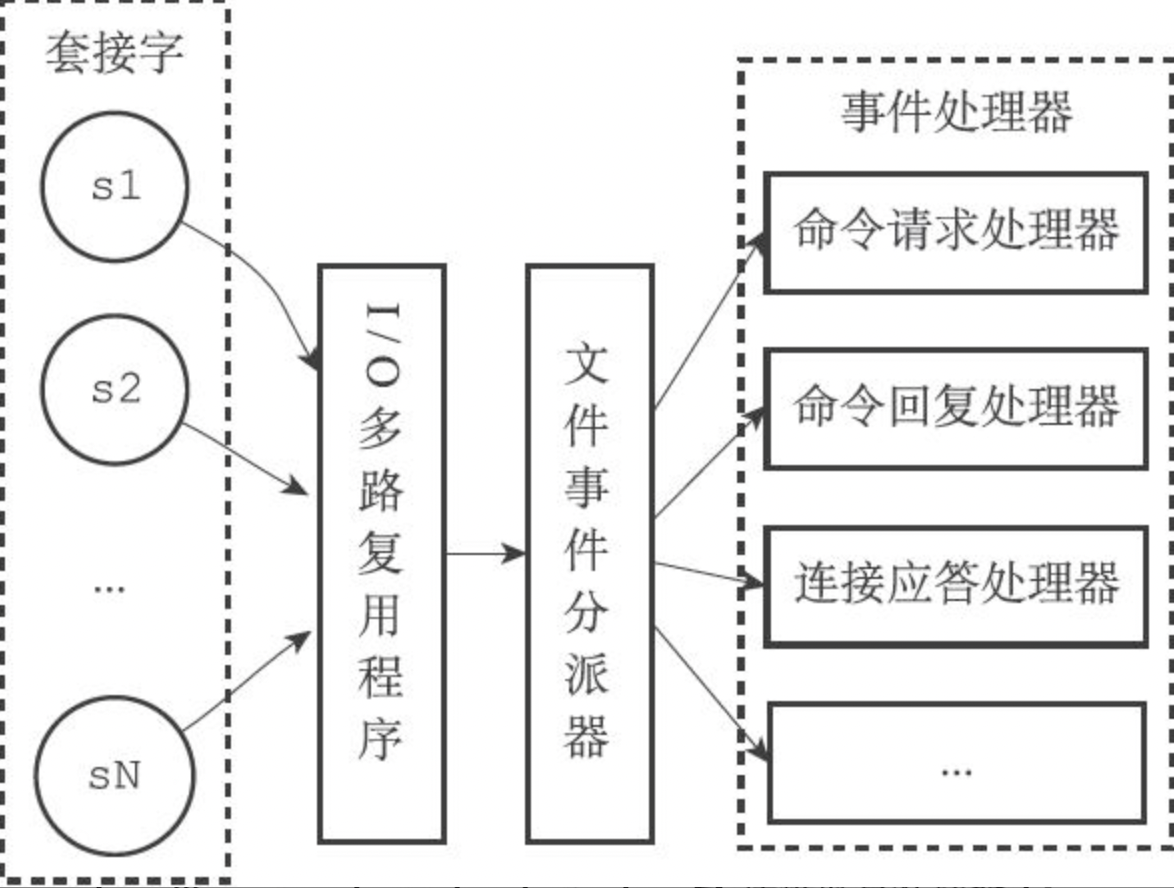 套接字
s1
s2
...
sN
I/O多路复用程序
文件事件分派器
事件处理器
命令请求处理器
命令回复处理器
连接应答处理器
...